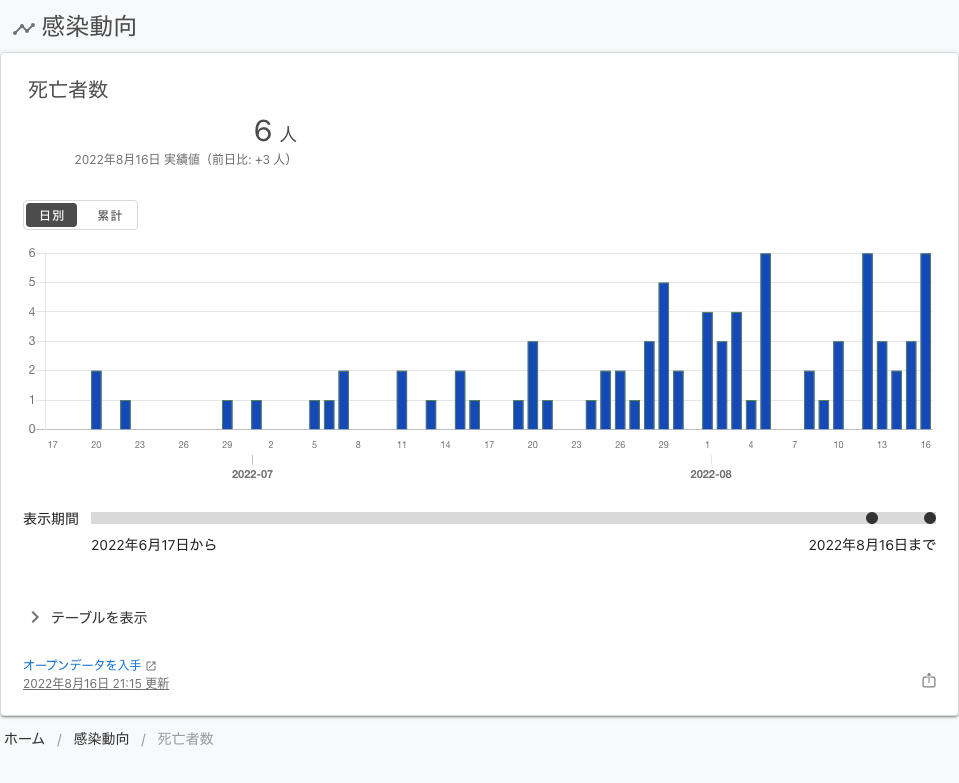 感染動向
死亡者数
6 人
2022年8月16日 実績値（前日比: +3 人）
日別 累計
6
5
4
3
2
1
0
17 20 23 26 29 2 5 8 11 14 17 20 23 26 29 1 4 7 10 13 16
2022-07 2022-08
表示期間
2022年6月17日から 2022年8月16日まで
テーブルを表示
オープンデータを入手
2022年8月16日 21:15 更新
ホーム / 感染動向 / 死亡者数